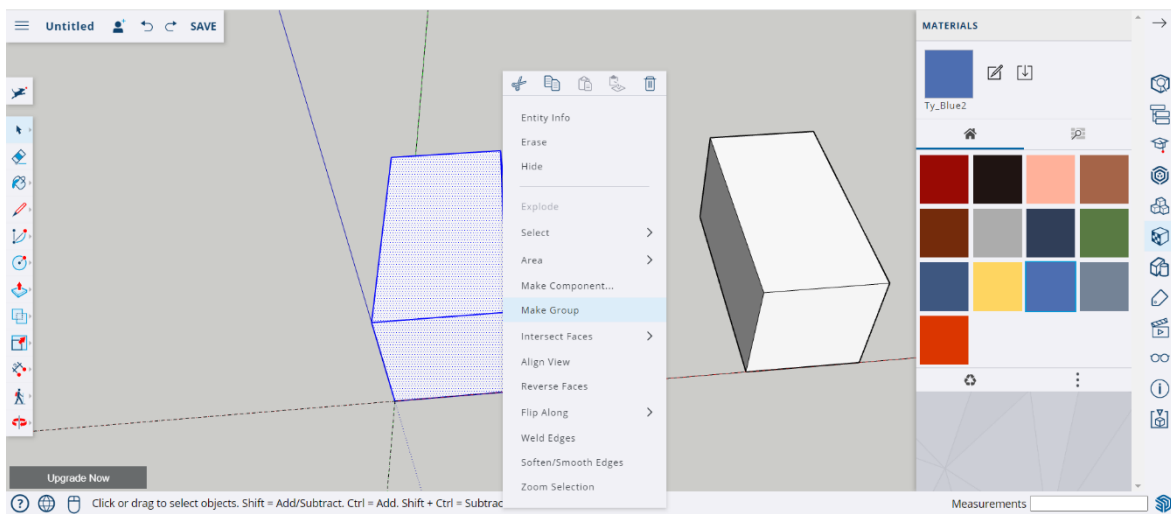 Untitled
SAVE
MATERIALS
Ty_Blue2
Entity Info
Erase
Hide
Explode
Select
Area
Make Component...
Make Group
Intersect Faces
Align View
Reverse Faces
Flip Along
Weld Edges
Soften/Smooth Edges
Zoom Selection
Upgrade Now
Click or drag to select objects. Shift = Add/Subtract. Ctrl = Add. Shift + Ctrl = Subtrac
Measurements